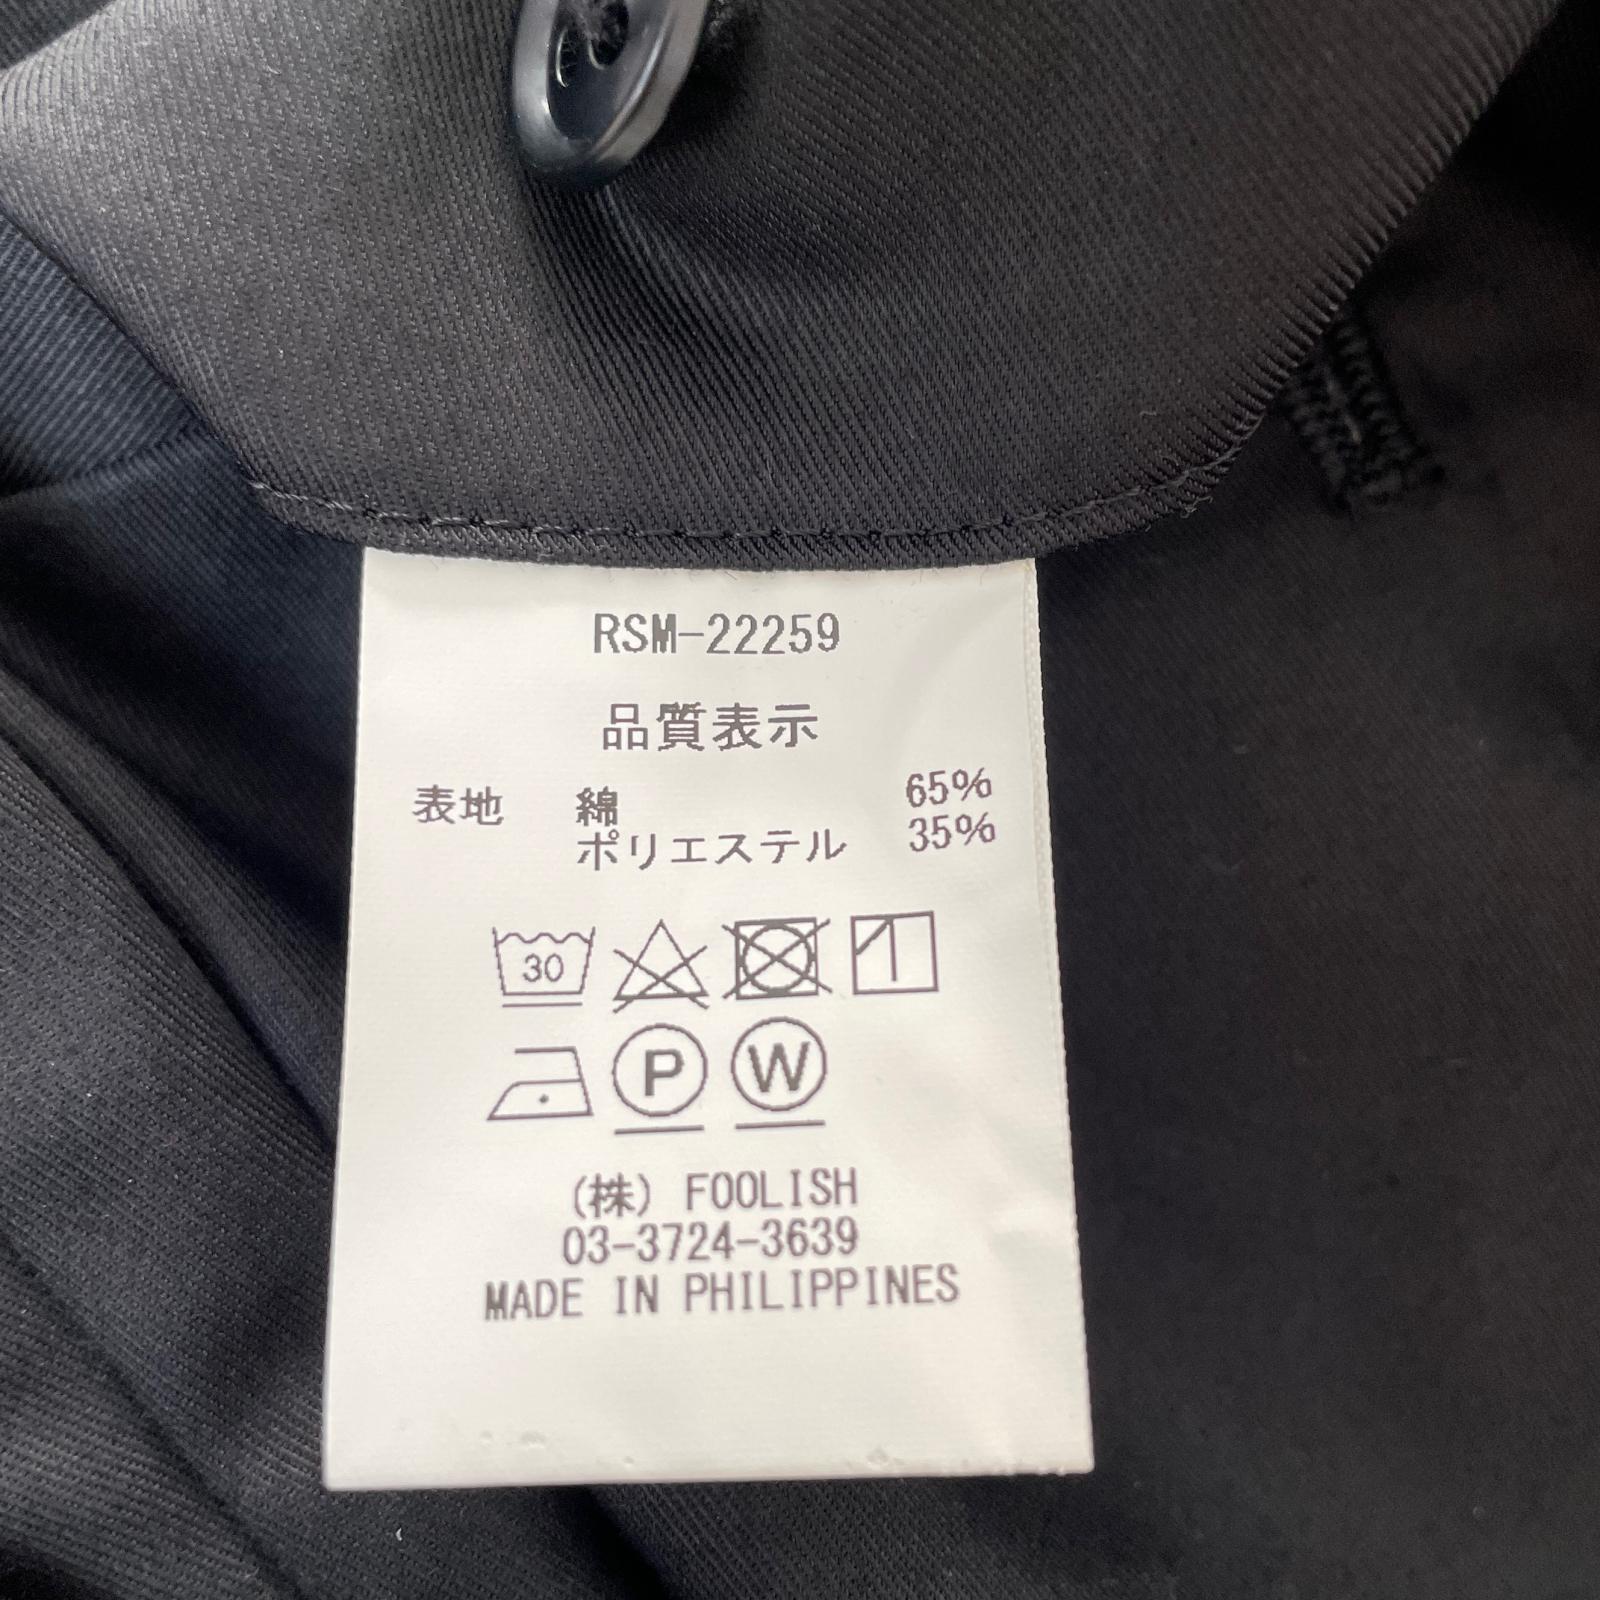 RSM-22259
品質表示
表地 綿 65%
ポリエステル 35%
30
P W
(株) FOOLISH
03-3724-3639
MADE IN PHILIPPINES